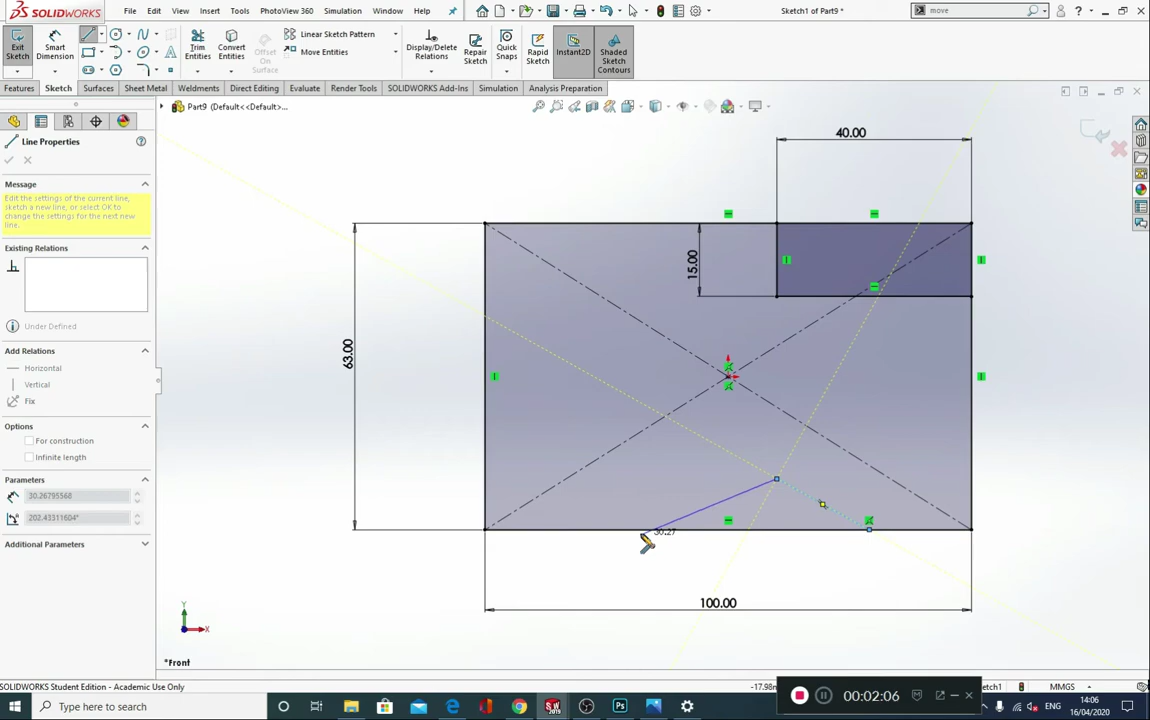 SOLIDWORKS
File
Edit
View
Insert
Tools
PhotoView 360
Simulation
Window
Help
Sketch1 of Part9 *
move
Exit Sketch
Smart Dimension
Trim Entities
Convert Entities
Offset On Surface
Linear Sketch Pattern
Move Entities
Display/Delete Relations
Repair Sketch
Quick Snaps
Rapid Sketch
Instant2D
Shaded Sketch Contours
Features
Sketch
Surfaces
Sheet Metal
Weldments
Direct Editing
Evaluate
Render Tools
SOLIDWORKS Add-Ins
Simulation
Analysis Preparation
Part9 (Default<<Default>...
Line Properties
Message
Edit the settings of the current line,
sketch a new line, or select OK to
change the settings for the next new
line.
Existing Relations
Under Defined
Add Relations
Horizontal
Vertical
Fix
Options
For construction
Infinite length
Parameters
30.26795568
202.43311604°
Additional Parameters
40.00
15.00
63.00
30.27
100.00
Y
X
*Front
SOLIDWORKS Student Edition - Academic Use Only
-17.98m
etch1
MMGS
00:02:06
Type here to search
ENG
14:06
16/04/2020